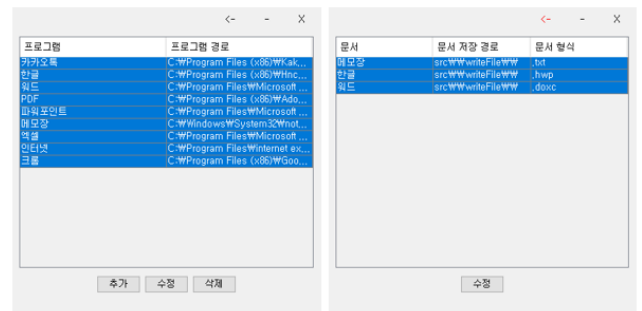 <- - X
프로그램 프로그램 경로
카카오톡 C:₩Program Files (x86)₩Kak...
한글 C:₩Program Files (x86)₩Hnc...
워드 C:₩Program Files₩Microsoft ...
PDF C:₩Program Files (x86)₩Ado...
파워포인트 C:₩Program Files₩Microsoft ...
메모장 C:₩Windows₩System32₩not...
엑셀 C:₩Program Files₩Microsoft ...
인터넷 C:₩Program Files₩internet ex...
크롬 C:₩Program Files (x86)₩Goo...
추가 수정 삭제
<- - X
문서 문서 저장 경로 문서 형식
메모장 src₩₩writeFile₩₩ .txt
한글 src₩₩writeFile₩₩ .hwp
워드 src₩₩writeFile₩₩ .doxc
수정